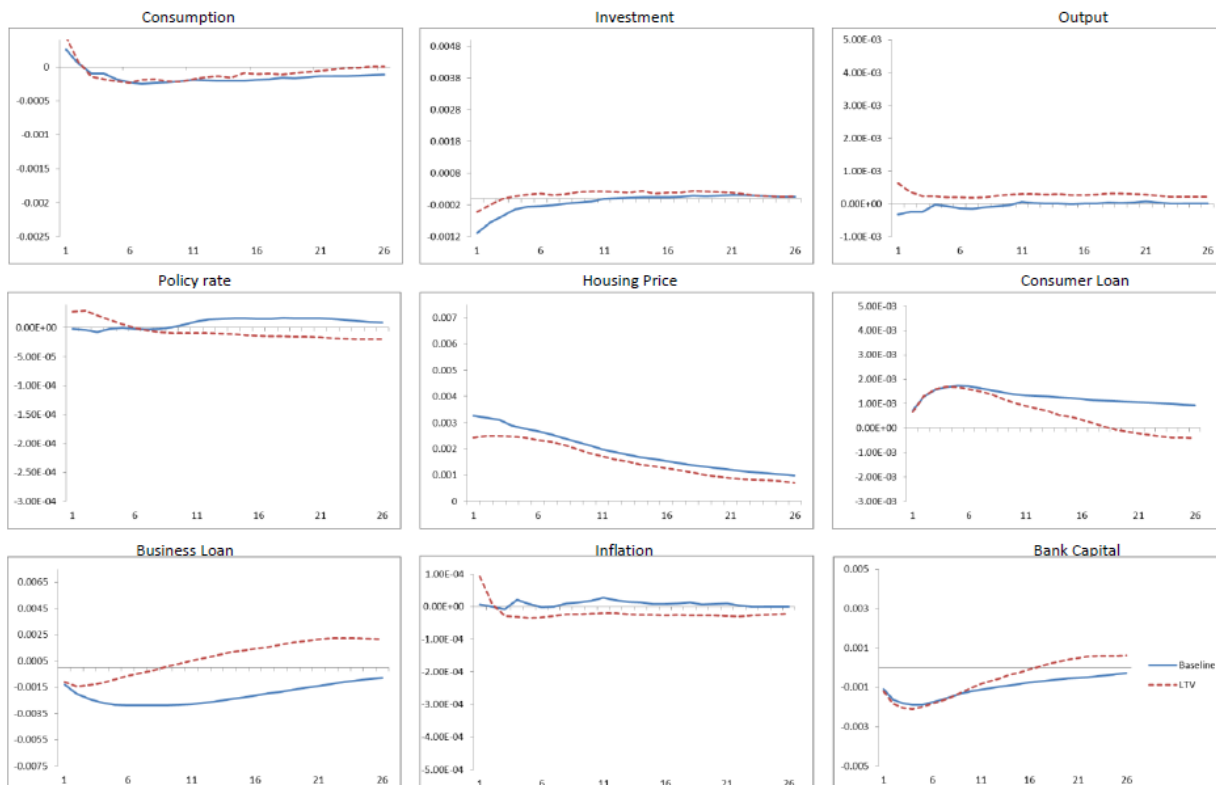 Consumption
0
-0.0005
-0.001
-0.0015
-0.002
-0.0025
1 6 11 16 21 26
Investment
0.0048
0.0038
0.0028
0.0018
0.0008
-0.0002
-0.0012
1 6 11 16 21 26
Output
5.00E-03
4.00E-03
3.00E-03
2.00E-03
1.00E-03
0.00E+00
-1.00E-03
1 6 11 16 21 26
Policy rate
0.00E+00
-5.00E-05
-1.00E-04
-1.50E-04
-2.00E-04
-2.50E-04
-3.00E-04
1 6 11 16 21 26
Housing Price
0.007
0.006
0.005
0.004
0.003
0.002
0.001
0
1 6 11 16 21 26
Consumer Loan
5.00E-03
4.00E-03
3.00E-03
2.00E-03
1.00E-03
0.00E+00
-1.00E-03
-2.00E-03
-3.00E-03
1 6 11 16 21 26
Business Loan
0.0065
0.0045
0.0025
0.0005
-0.0015
-0.0035
-0.0055
-0.0075
1 6 11 16 21 26
Inflation
1.00E-04
0.00E+00
-1.00E-04
-2.00E-04
-3.00E-04
-4.00E-04
-5.00E-04
1 6 11 16 21 26
Bank Capital
0.005
0.003
0.001
-0.001
-0.003
-0.005
1 6 11 16 21 26
Baseline
LTV